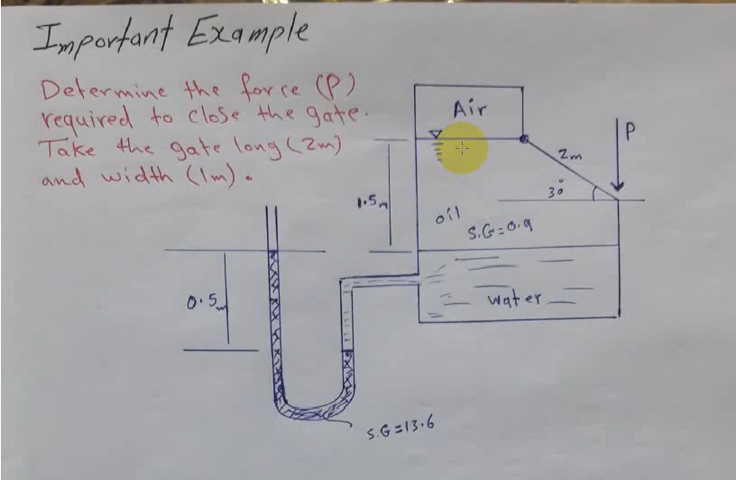 Important Example
Determine the force (P)
required to close the gate.
Take the gate long (2m)
and width (1m).
Air
P
2m
30°
1.5m
oil
S.G=0.9
0.5m
water
S.G=13.6